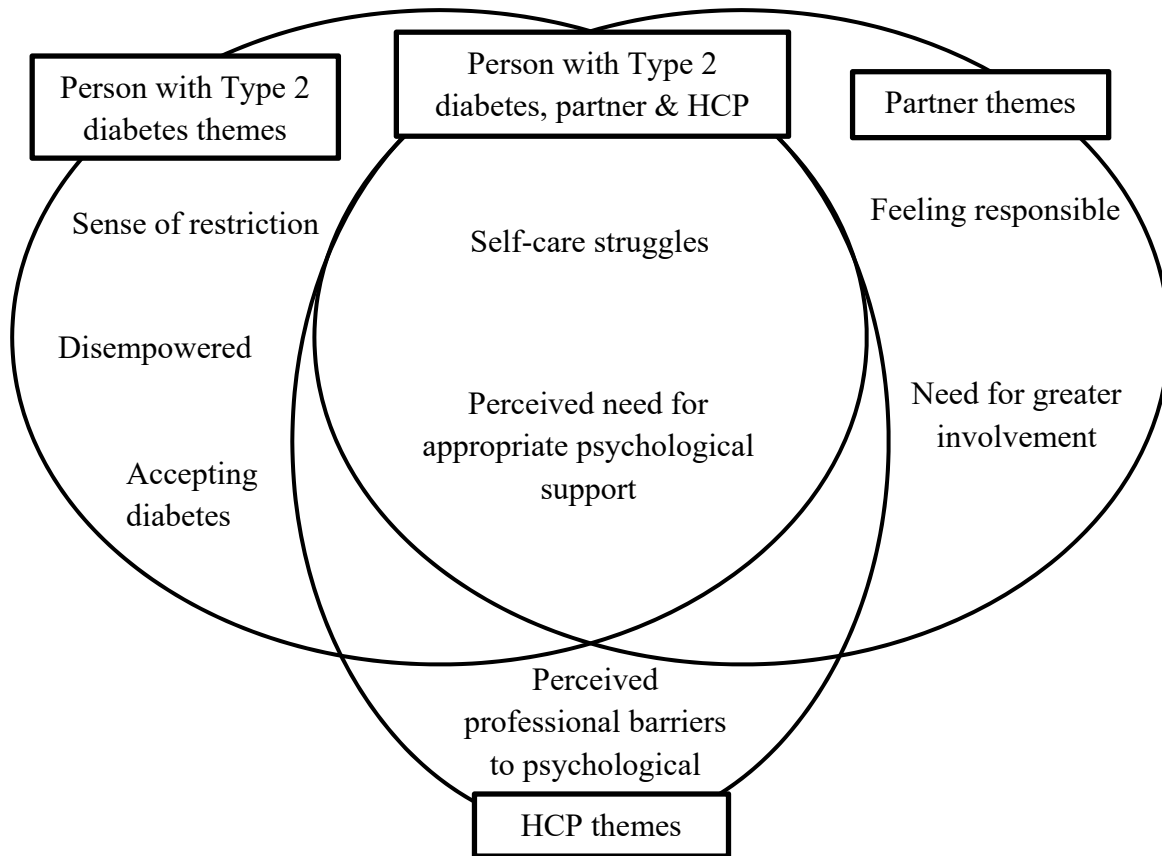 Person with Type 2
diabetes themes
Person with Type 2
diabetes, partner & HCP
Partner themes
Sense of restriction
Disempowered
Accepting
diabetes
Self-care struggles
Perceived need for
appropriate psychological
support
Feeling responsible
Need for greater
involvement
Perceived
professional barriers
to psychological
HCP themes